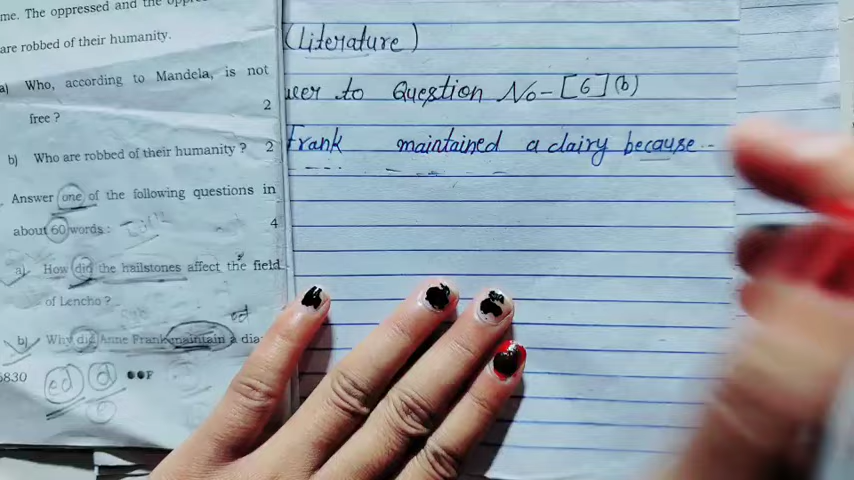 me. The oppressed and the
are robbed of their humanity.
a) Who, according to Mandela, is not
free ? 2
b) Who are robbed of their humanity ? 2
Answer one of the following questions in
about 60 words : 4
a) How did the hailstones affect the field
of Lencho ?
b) Why did Anne Frank maintain a dia
ed
6830
ed
d
(Literature)
wer to Question No-[6](b)
Frank maintained a dairy because--